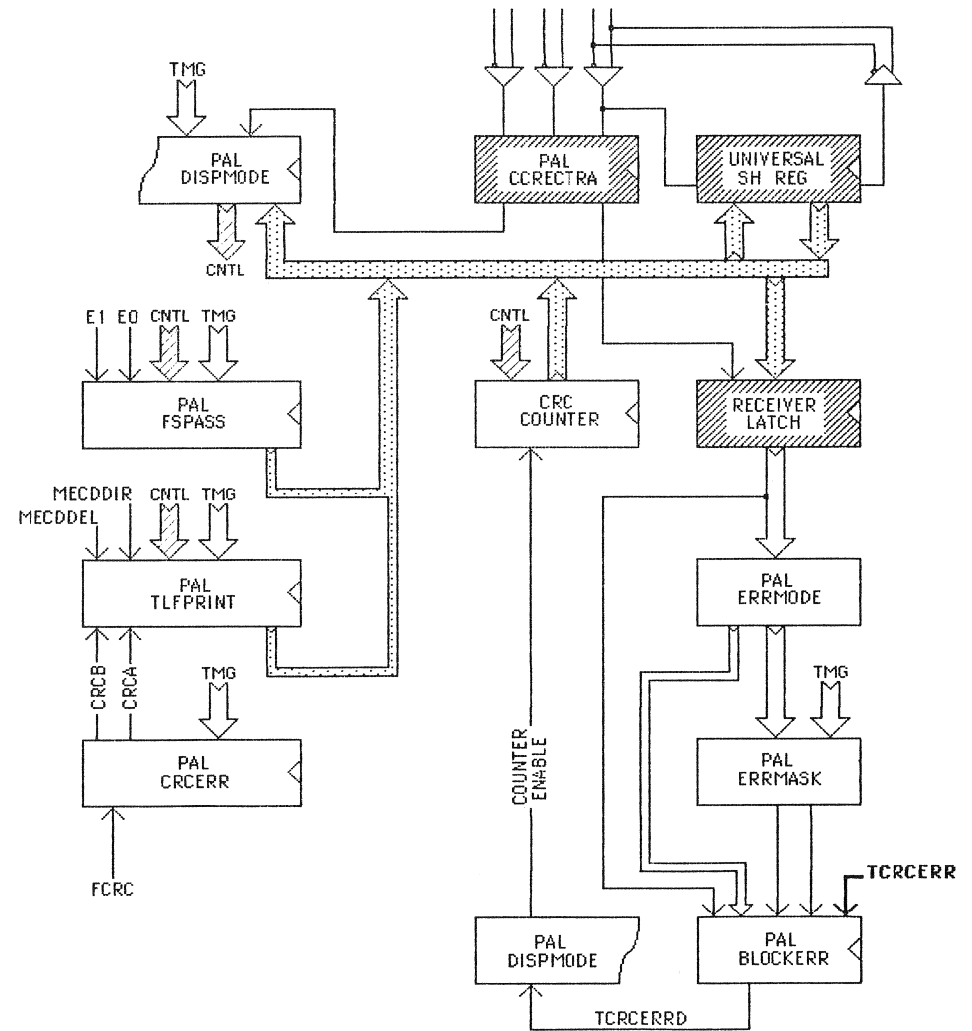 TMG
PAL
DISPMODE
PAL
CCRECTRA
UNIVERSAL
SH REG
CNTL
E1 E0 CNTL TMG
CNTL
PAL
FSPASS
CRC
COUNTER
RECEIVER
LATCH
MECDDIR CNTL TMG
MECDDEL
PAL
TLFPRINT
PAL
ERRMODE
CRCB
CRCA
TMG
TMG
PAL
CRCERR
COUNTER
ENABLE
PAL
ERRMASK
FCRC
TCRCERR
PAL
DISPMODE
PAL
BLOCKERR
TCRCERRD